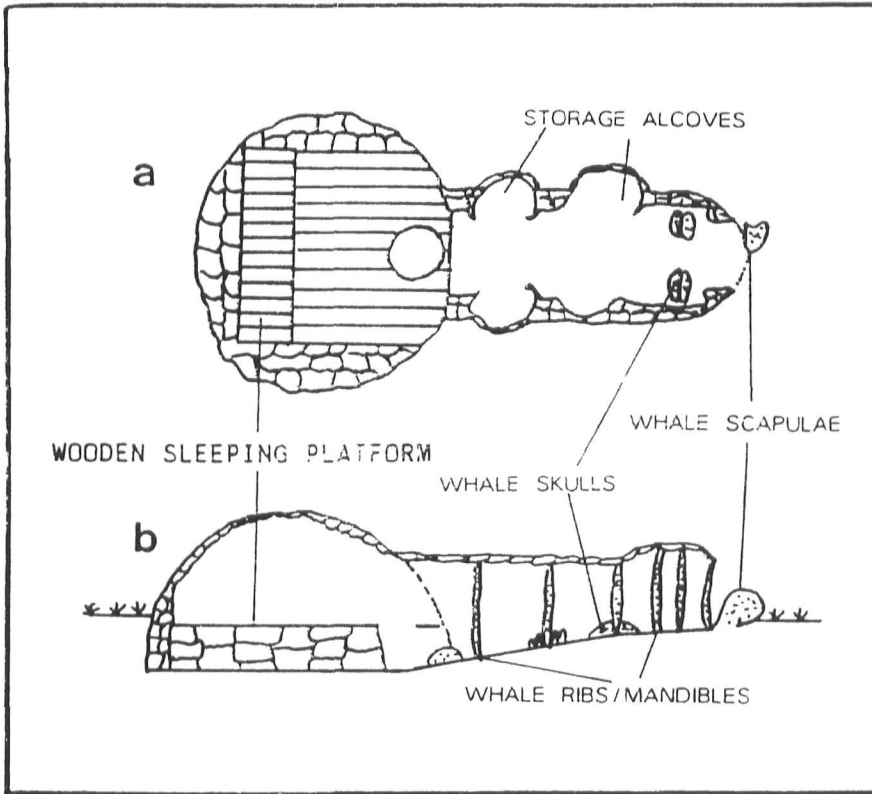 STORAGE ALCOVES
a
WHALE SCAPULAE
WOODEN SLEEPING PLATFORM
WHALE SKULLS
b
WHALE RIBS/MANDIBLES